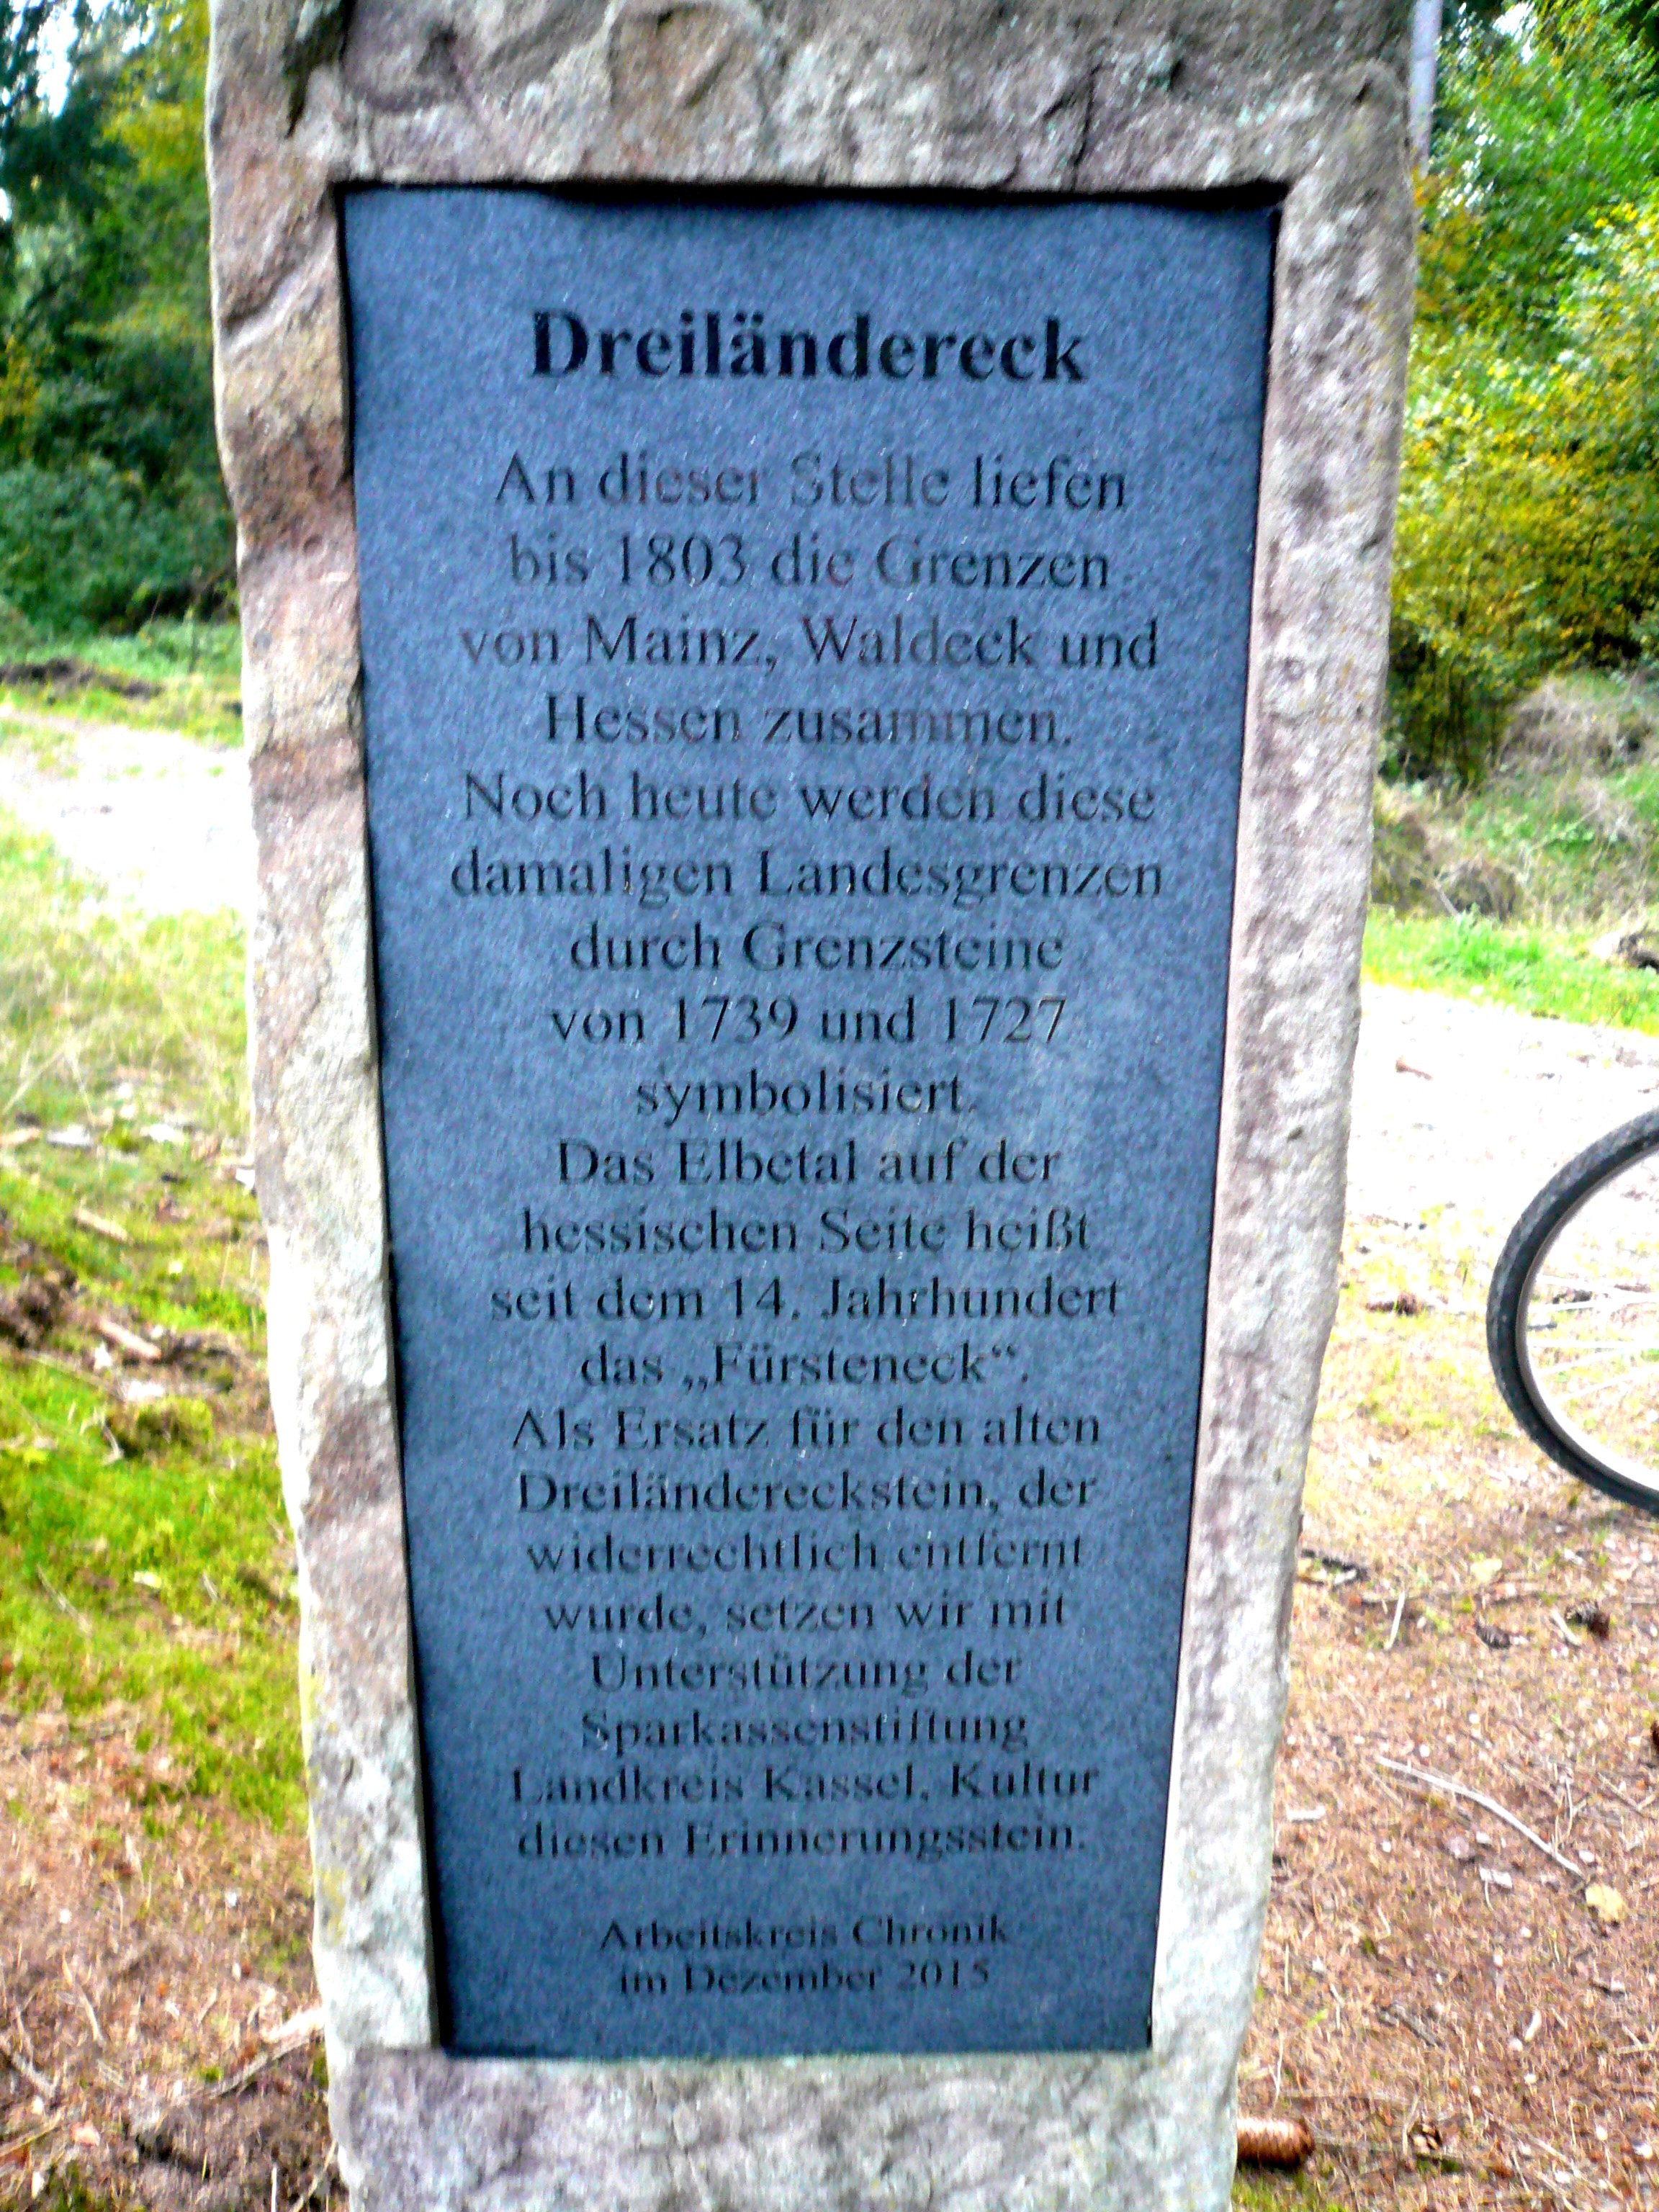 Dreiländereck
An dieser Stelle liefen
bis 1803 die Grenzen
von Mainz, Waldeck und
Hessen zusammen.
Noch heute werden diese
damaligen Landesgrenzen
durch Grenzsteine
von 1739 und 1727
symbolisiert.
Das Elbetal auf der
hessischen Seite heißt
seit dem 14. Jahrhundert
das „Fürsteneck“.
Als Ersatz für den alten
Dreiländereckstein, der
widerrechtlich entfernt
wurde, setzen wir mit
Unterstützung der
Sparkassenstiftung
Landkreis Kassel, Kultur
diesen Erinnerungsstein.
Arbeitskreis Chronik
im Dezember 2015